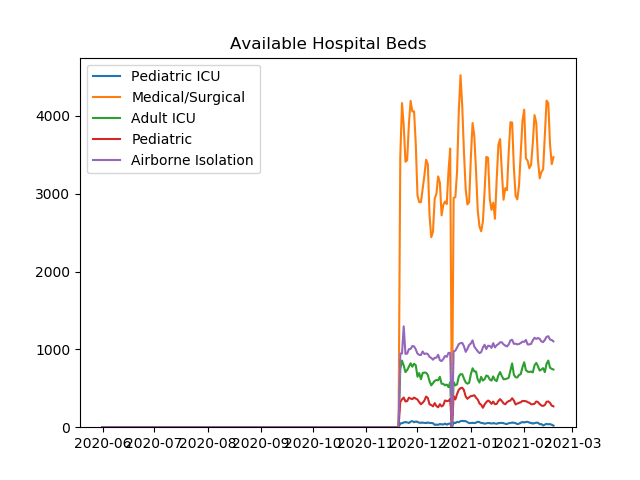 Available Hospital Beds
Pediatric ICU
Medical/Surgical
Adult ICU
Pediatric
Airborne Isolation
4000
3000
2000
1000
0
2020-06 2020-07 2020-08 2020-09 2020-10 2020-11 2020-12 2021-01 2021-02 2021-03